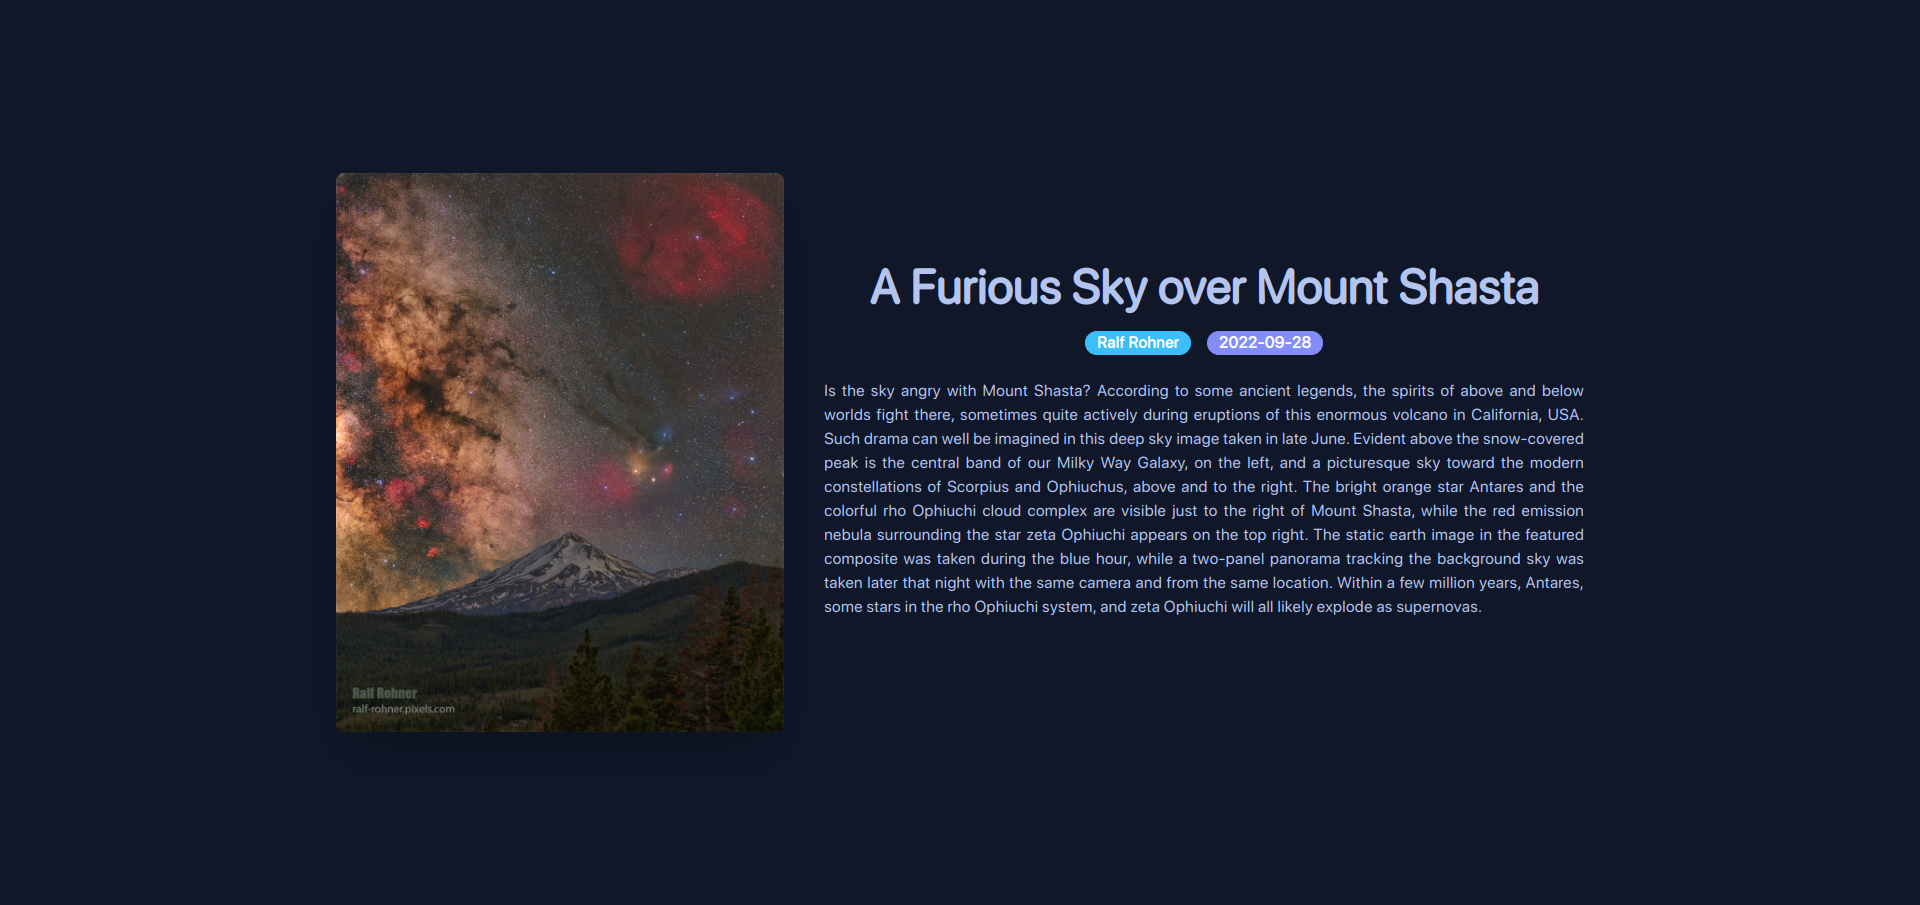 A Furious Sky over Mount Shasta
Ralf Rohner 2022-09-28
Is the sky angry with Mount Shasta? According to some ancient legends, the spirits of above and below
worlds fight there, sometimes quite actively during eruptions of this enormous volcano in California, USA.
Such drama can well be imagined in this deep sky image taken in late June. Evident above the snow-covered
peak is the central band of our Milky Way Galaxy, on the left, and a picturesque sky toward the modern
constellations of Scorpius and Ophiuchus, above and to the right. The bright orange star Antares and the
colorful rho Ophiuchi cloud complex are visible just to the right of Mount Shasta, while the red emission
nebula surrounding the star zeta Ophiuchi appears on the top right. The static earth image in the featured
composite was taken during the blue hour, while a two-panel panorama tracking the background sky was
taken later that night with the same camera and from the same location. Within a few million years, Antares,
some stars in the rho Ophiuchi system, and zeta Ophiuchi will all likely explode as supernovas.
Ralf Rohner
ralf-rohner.pixels.com